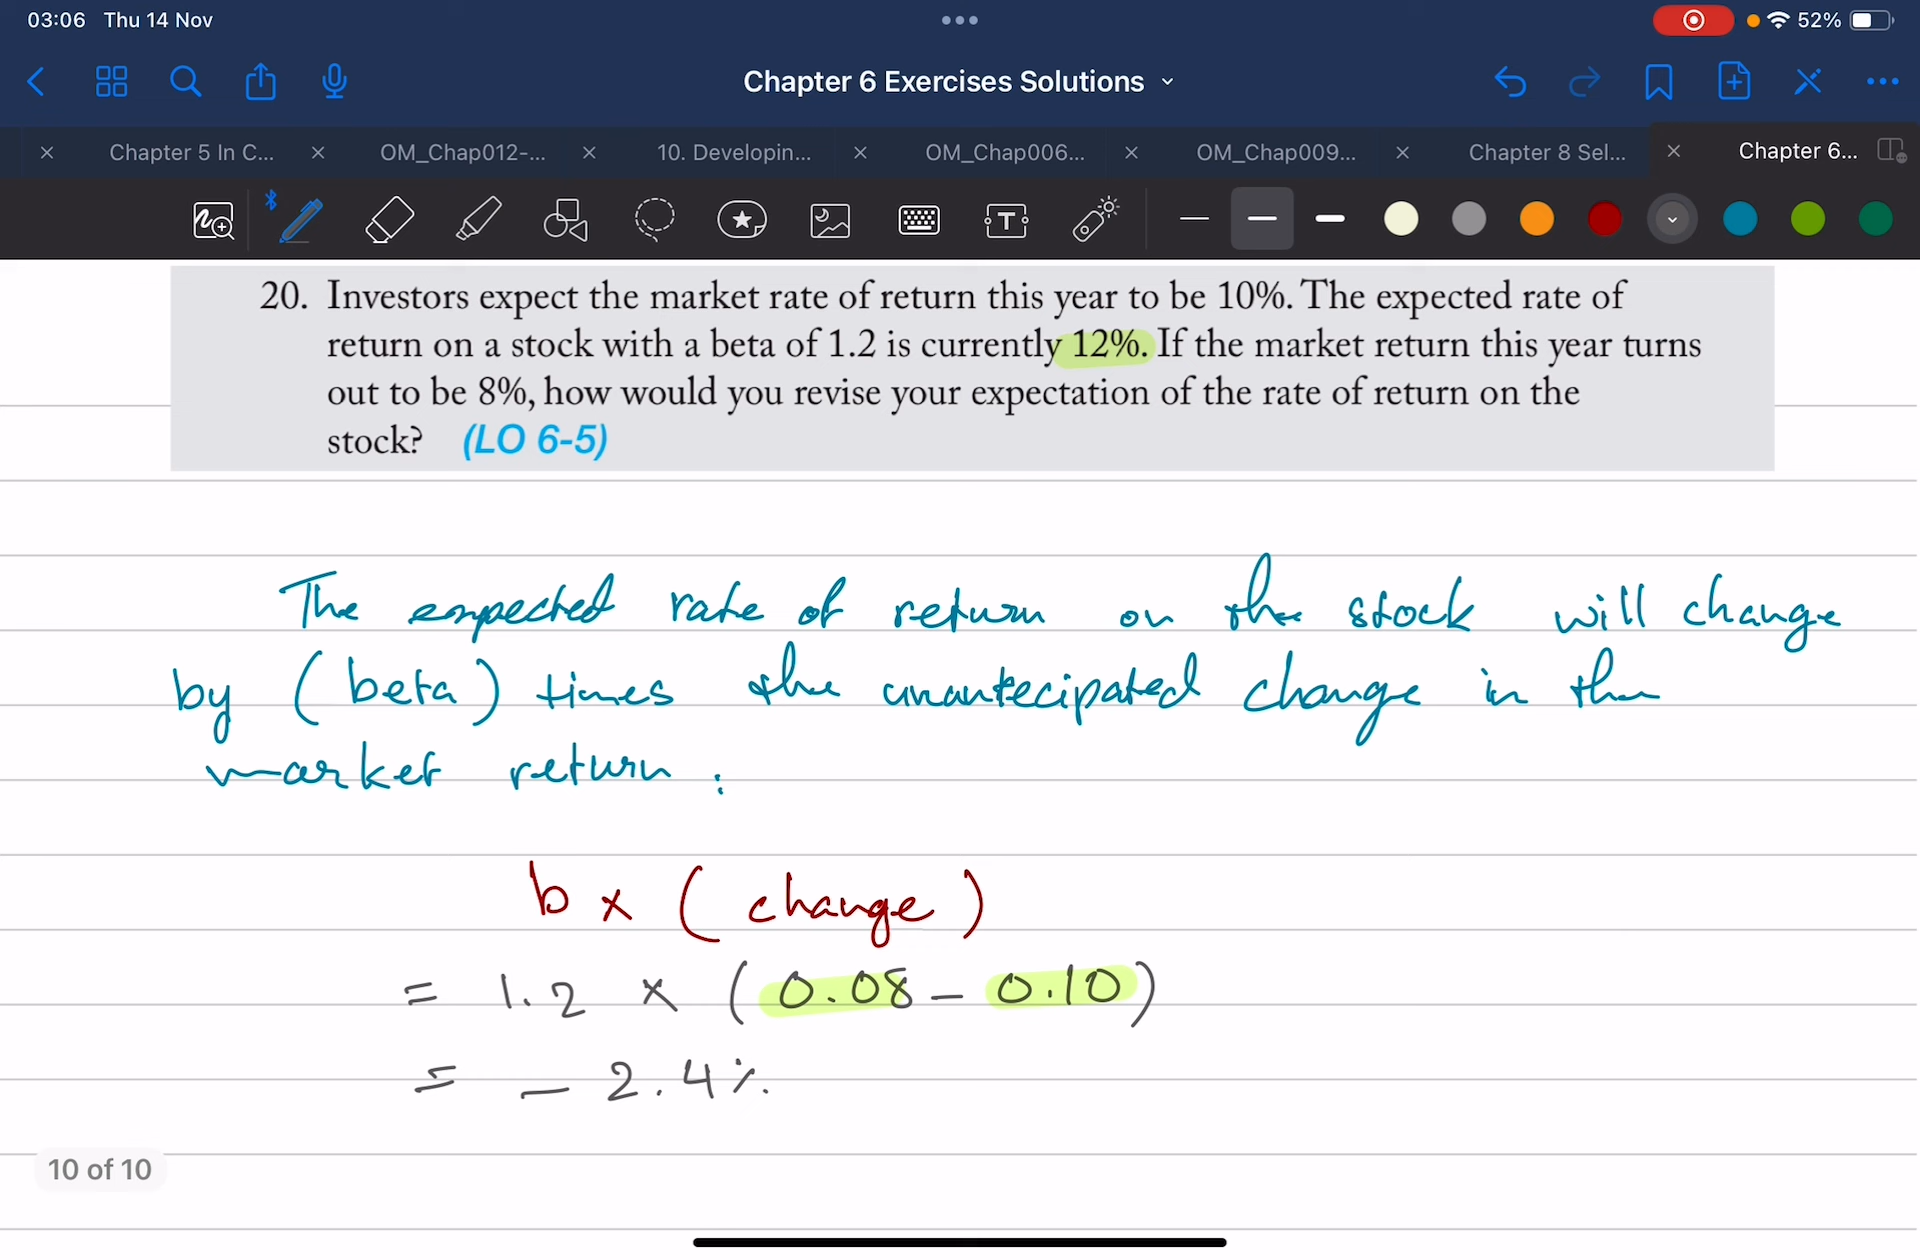 03:06 Thu 14 Nov
52%
Chapter 6 Exercises Solutions
Chapter 5 In C...
OM_Chap012-...
10. Developin...
OM_Chap006...
OM_Chap009...
Chapter 8 Sel...
Chapter 6...
20. Investors expect the market rate of return this year to be 10%. The expected rate of
return on a stock with a beta of 1.2 is currently 12%. If the market return this year turns
out to be 8%, how would you revise your expectation of the rate of return on the
stock? (LO 6-5)
The expected rate of return on the stock will change
by (beta) times the unantecipated change in the
market return :
b × (change)
= 1.2 × (0.08 - 0.10)
= - 2.4%
10 of 10